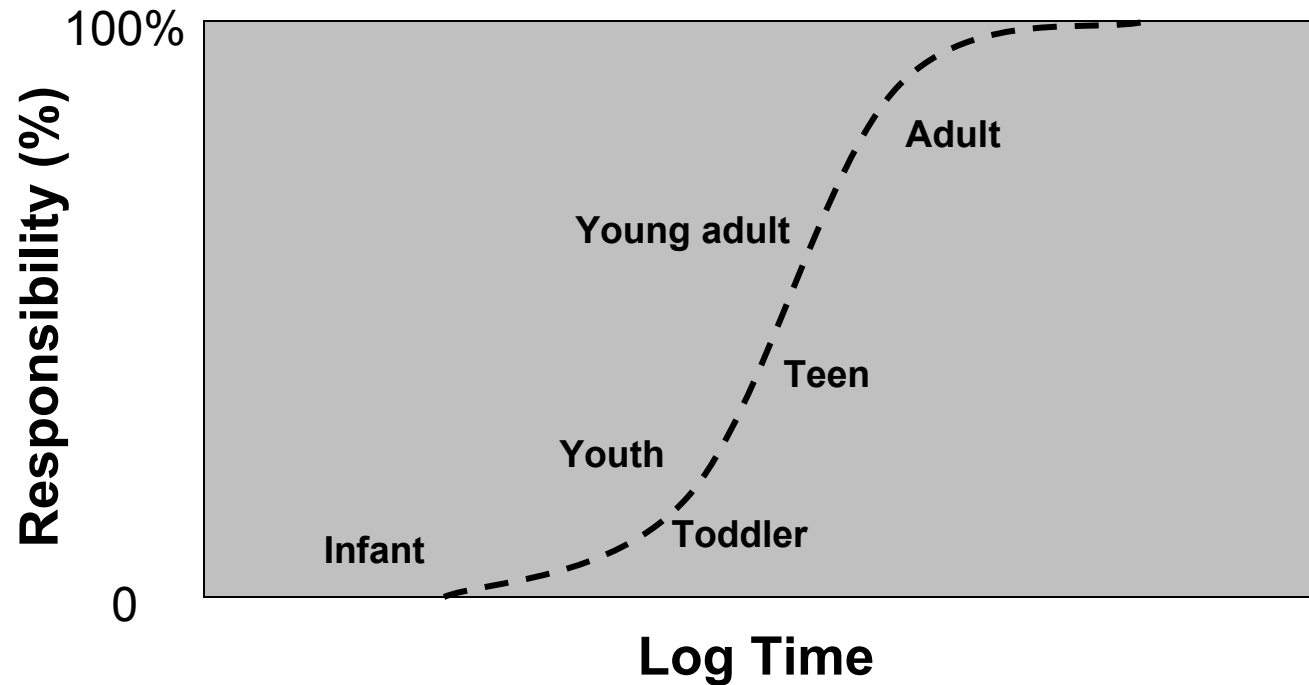 100%
Responsibility (%)
Adult
Young adult
Teen
Youth
Toddler
Infant
0
Log Time